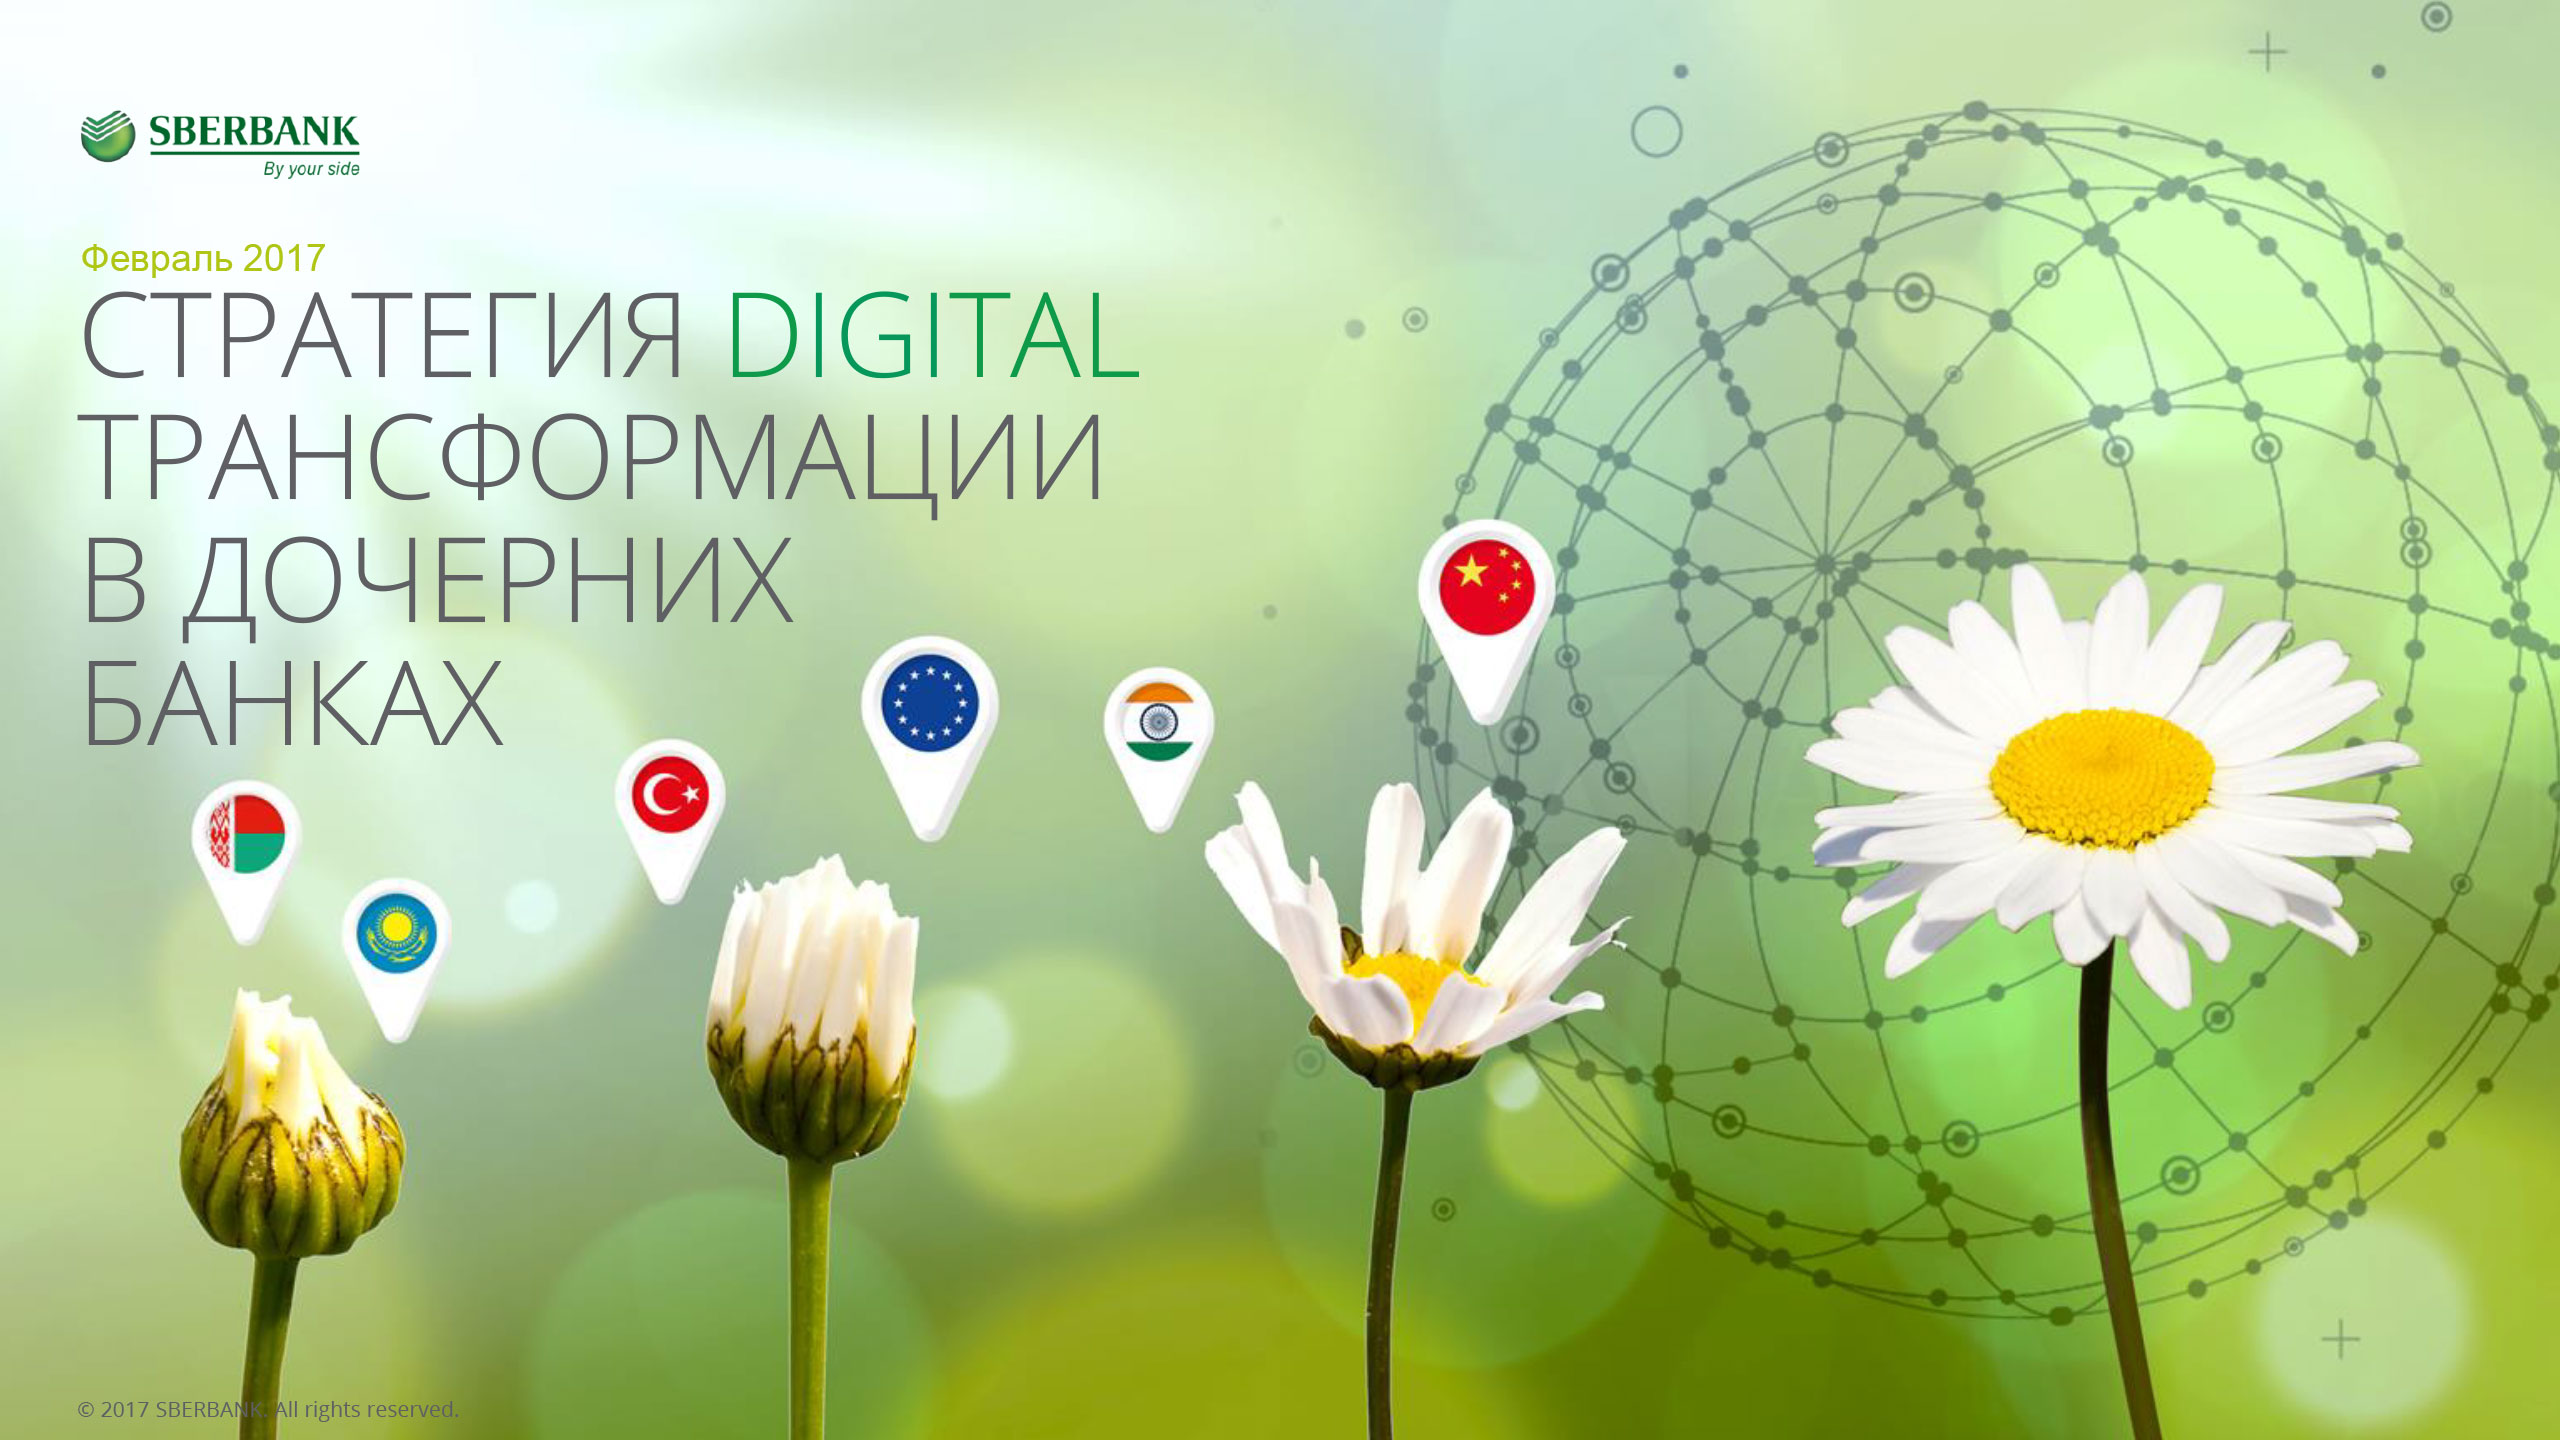 SBERBANK
By your side
Февраль 2017
СТРАТЕГИЯ DIGITAL
ТРАНСФОРМАЦИИ
В ДОЧЕРНИХ
БАНКАХ
© 2017 SBERBANK. All rights reserved.